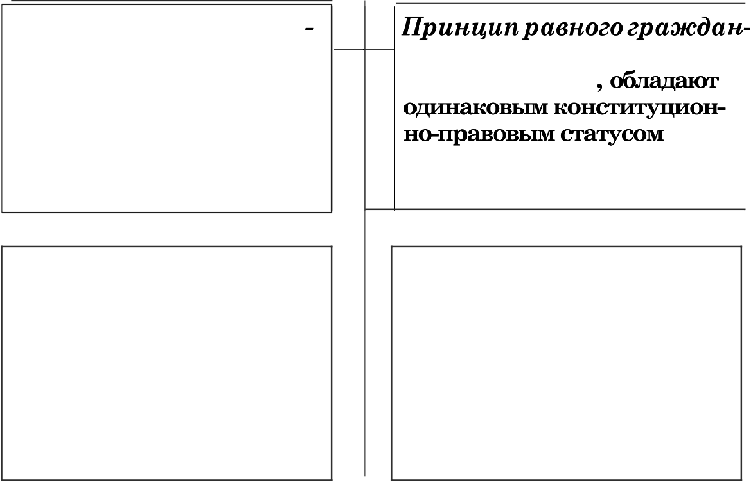 -
Принцип равного граждан-
, обладают
одинаковым конституцион-
но-правовым статусом